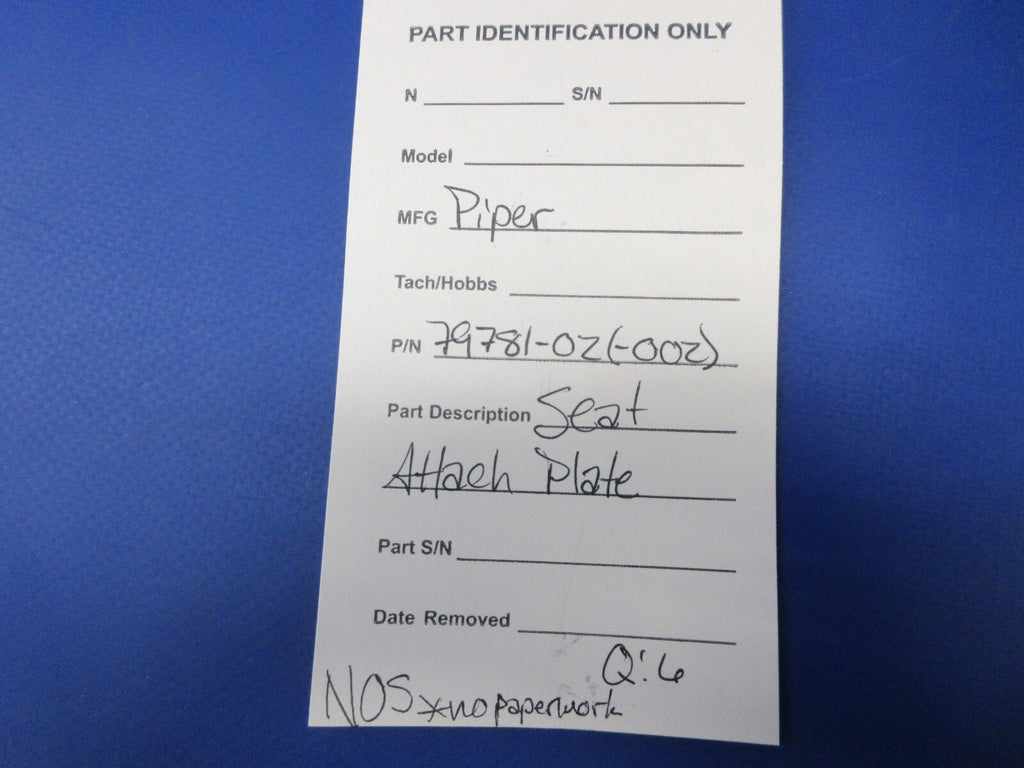 PART IDENTIFICATION ONLY
N S/N
Model
MFG Piper
Tach/Hobbs
P/N 79781-02(-002)
Part Description Seat
Attach Plate
Part S/N
Date Removed
Q:6
NOS *no paperwork